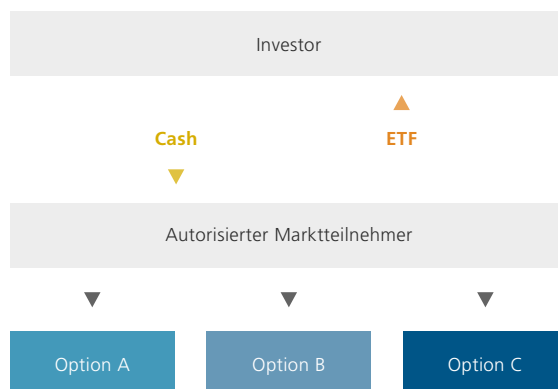 Investor
Cash ETF
Autorisierter Marktteilnehmer
Option A Option B Option C